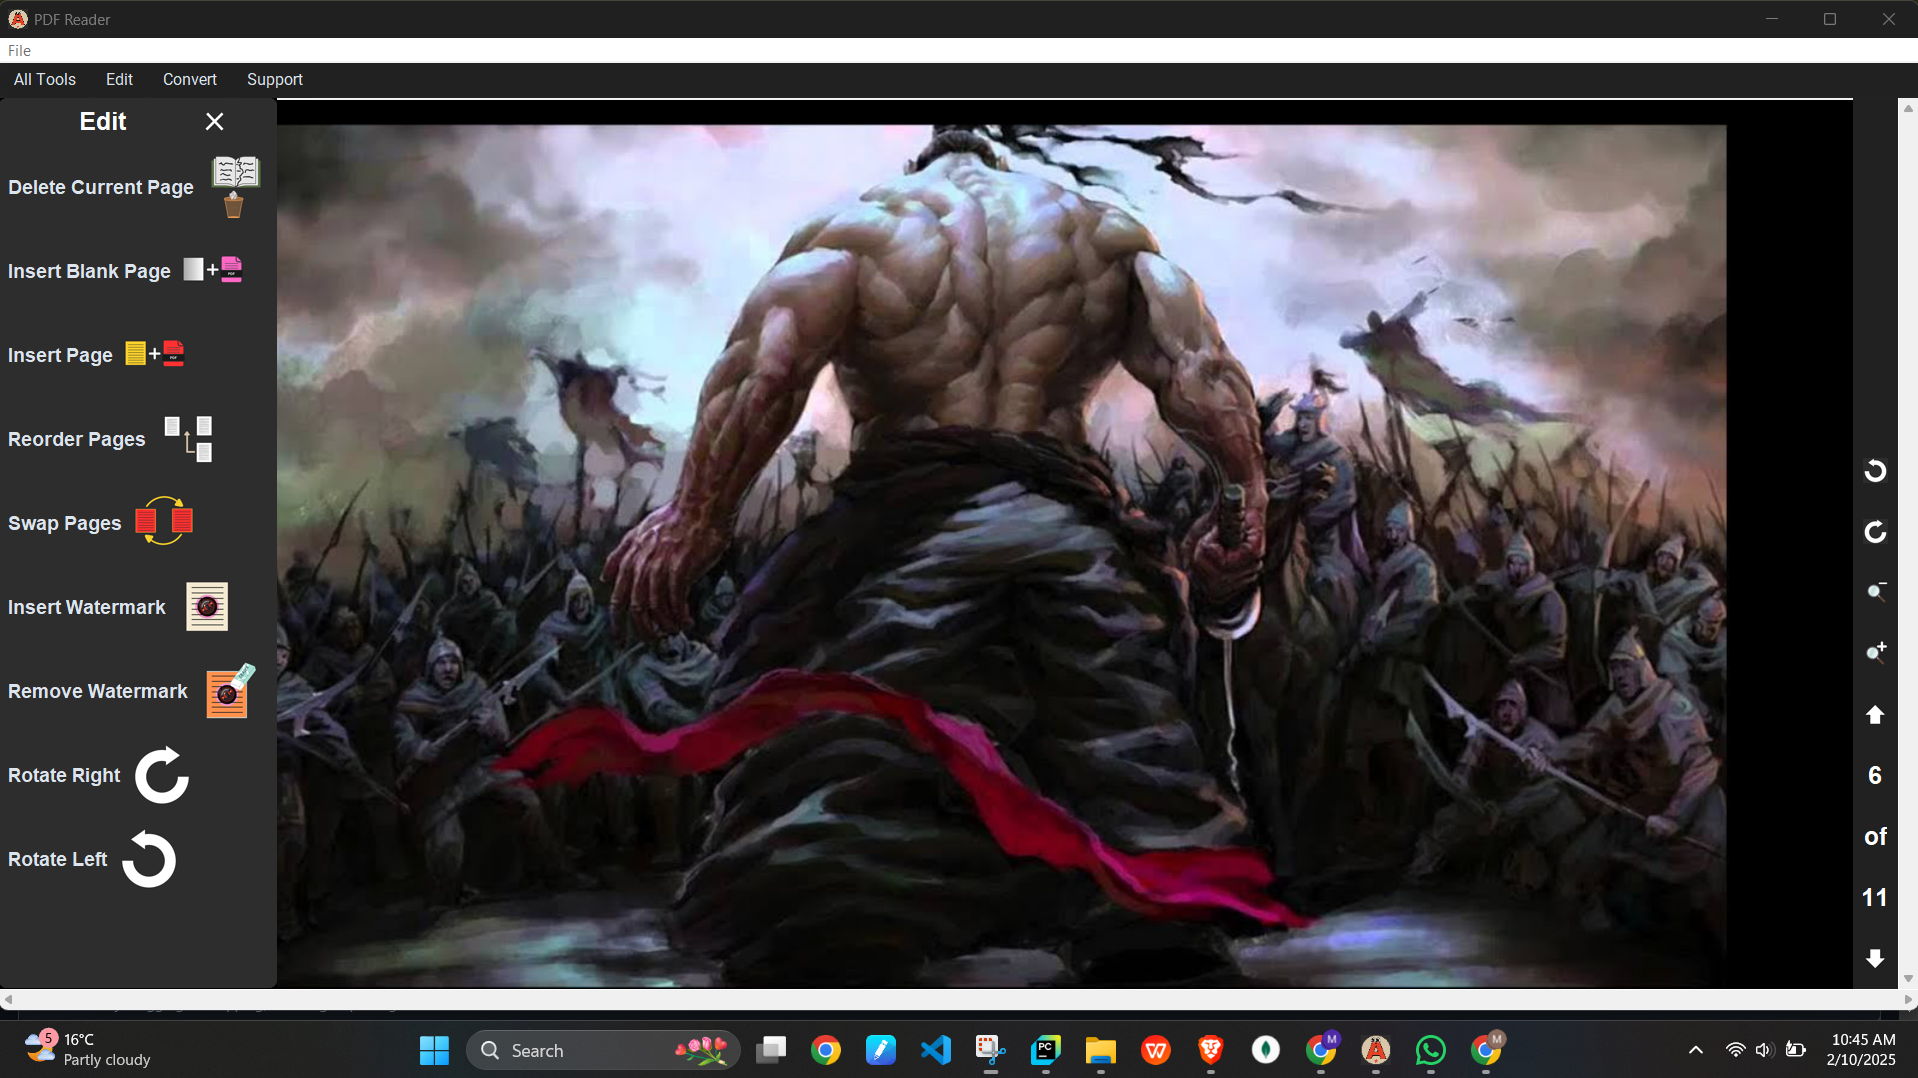 PDF Reader
File
All Tools Edit Convert Support
Edit
Delete Current Page
Insert Blank Page
Insert Page
Reorder Pages
Swap Pages
Insert Watermark
Remove Watermark
Rotate Right
Rotate Left
6
of
11
5
16°C
Partly cloudy
Search
PC
M
M
10:45 AM
2/10/2025